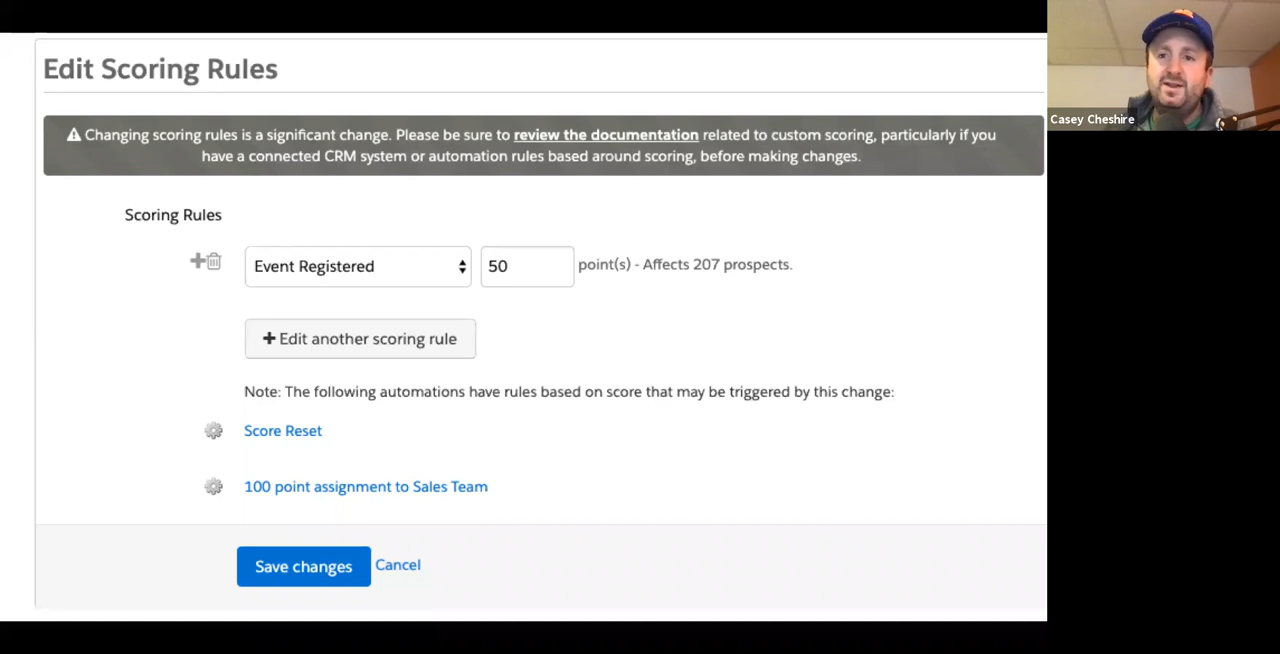 Edit Scoring Rules
Casey Cheshire
Changing scoring rules is a significant change. Please be sure to review the documentation related to custom scoring, particularly if you
have a connected CRM system or automation rules based around scoring, before making changes.
Scoring Rules
Event Registered 50 point(s) - Affects 207 prospects.
+ Edit another scoring rule
Note: The following automations have rules based on score that may be triggered by this change:
Score Reset
100 point assignment to Sales Team
Save changes Cancel